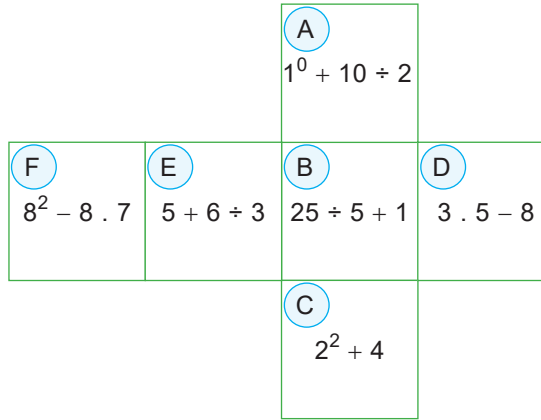 A
1⁰ + 10 ÷ 2
F E B D
8² − 8 . 7 5 + 6 ÷ 3 25 ÷ 5 + 1 3 . 5 − 8
C
2² + 4